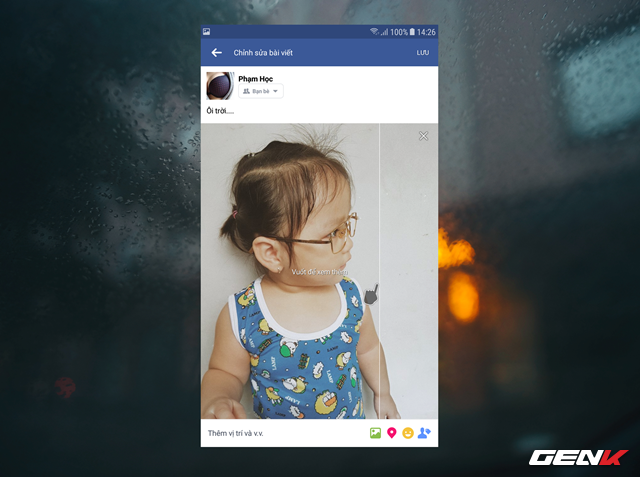 100% 14:26
Chỉnh sửa bài viết LƯU
Phạm Học
Bạn bè
Ôi trời....
Vuốt để xem thêm
Thêm vị trí và v.v.
GENK